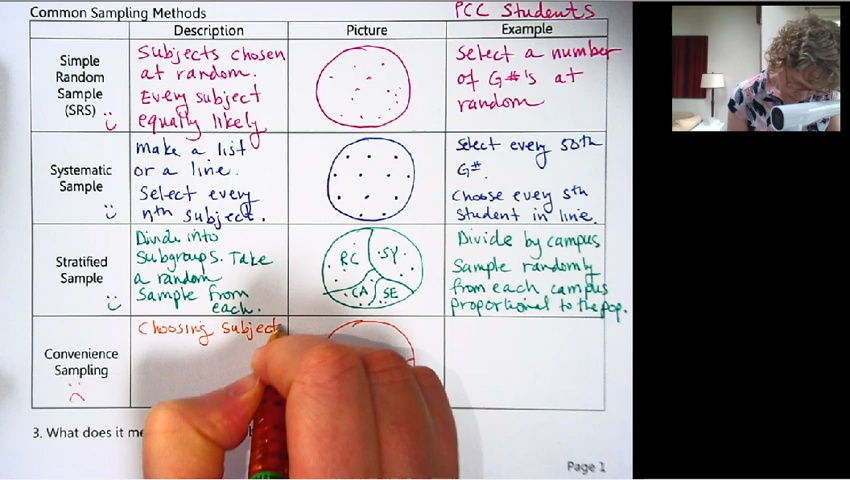 Common Sampling Methods
PCC Students
Description
Picture
Example
Simple
Random
Sample
(SRS)
Subjects chosen
at random.
Every subject
equally likely
Select a number
of G#'s at
random
Systematic
Sample
Make a list
or a line.
Select every
nth subject.
Select every 50th
G#.
Choose evey 5th
student in line.
Stratified
Sample
Divide into
Subgroups. Take
a random
Sample from
each.
RC
SY
CA
SE
Divide by campus
Sample randomly
from each campus
proportional to the pop.
Convenience
Sampling
Choosing subject
3. What does it me
Page 1